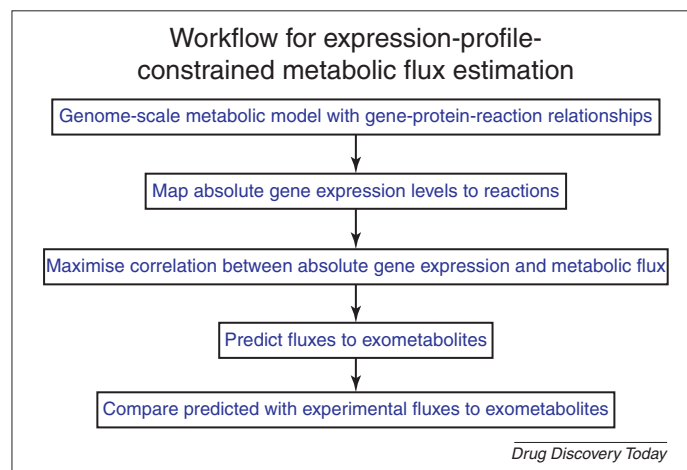 Workflow for expression-profile-
constrained metabolic flux estimation
Genome-scale metabolic model with gene-protein-reaction relationships
Map absolute gene expression levels to reactions
Maximise correlation between absolute gene expression and metabolic flux
Predict fluxes to exometabolites
Compare predicted with experimental fluxes to exometabolites
Drug Discovery Today